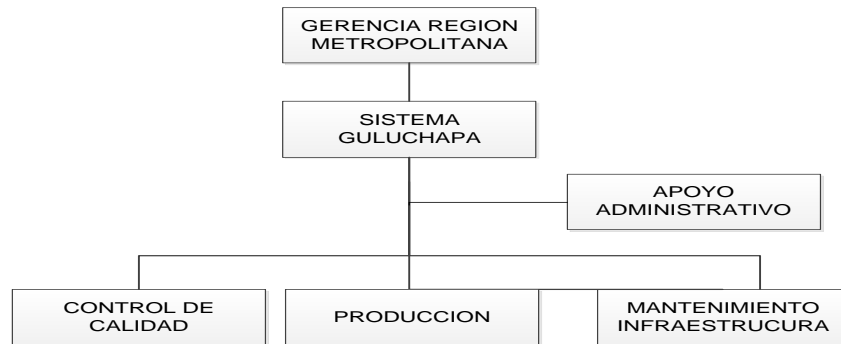 GERENCIA REGION
METROPOLITANA
SISTEMA
GULUCHAPA
APOYO
ADMINISTRATIVO
CONTROL DE
CALIDAD
PRODUCCION
MANTENIMIENTO
INFRAESTRUCURA